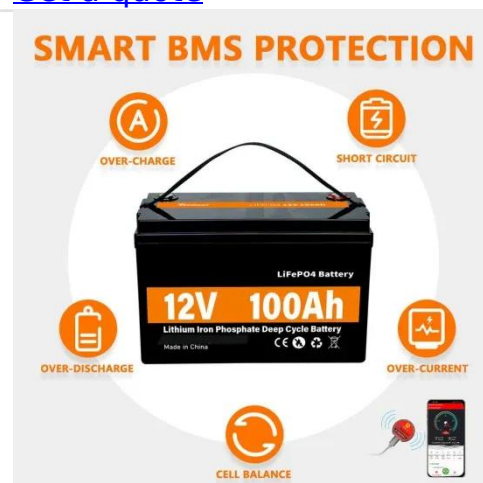 SMART BMS PROTECTION
A
OVER-CHARGE
SHORT CIRCUIT
LiFePO4 Battery
12V 100Ah
Lithium Iron Phosphate Deep Cycle Battery
Made in China
CE
OVER-DISCHARGE
OVER-CURRENT
CELL BALANCE